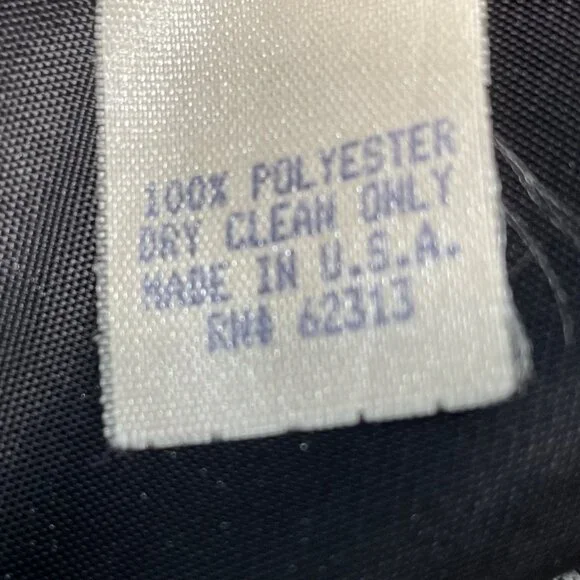 100% POLYESTER
DRY CLEAN ONLY
MADE IN U.S.A.
RN# 62313